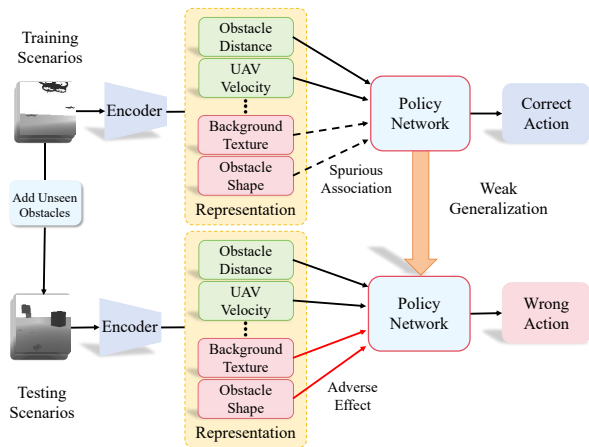 Training
Scenarios
Encoder
Obstacle
Distance
UAV
Velocity
Background
Texture
Obstacle
Shape
Representation
Spurious
Association
Policy
Network
Correct
Action
Add Unseen
Obstacles
Weak
Generalization
Testing
Scenarios
Encoder
Obstacle
Distance
UAV
Velocity
Background
Texture
Obstacle
Shape
Representation
Adverse
Effect
Policy
Network
Wrong
Action